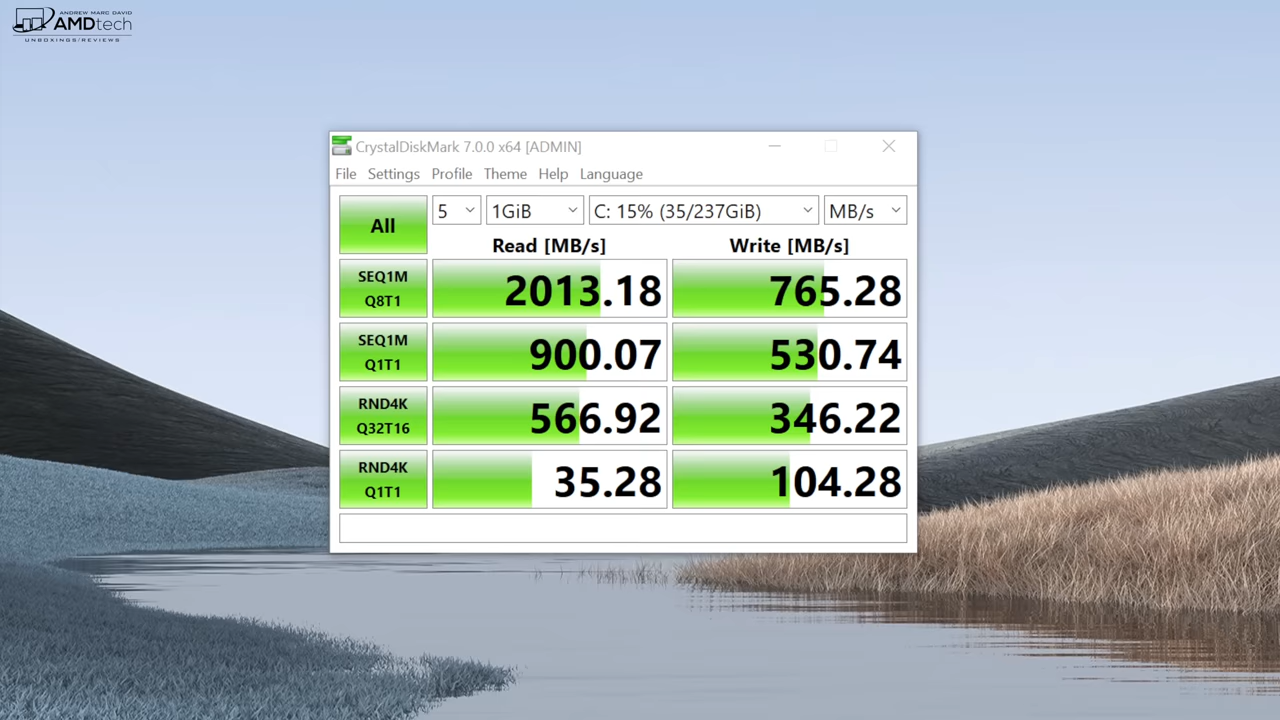 ANDREW MARC DAVID
AMDtech
UNBOXINGS/REVIEWS
CrystalDiskMark 7.0.0 x64 [ADMIN]
File Settings Profile Theme Help Language
All 5 1GiB C: 15% (35/237GiB) MB/s
Read [MB/s] Write [MB/s]
SEQ1M
Q8T1
2013.18 765.28
SEQ1M
Q1T1
900.07 530.74
RND4K
Q32T16
566.92 346.22
RND4K
Q1T1
35.28 104.28